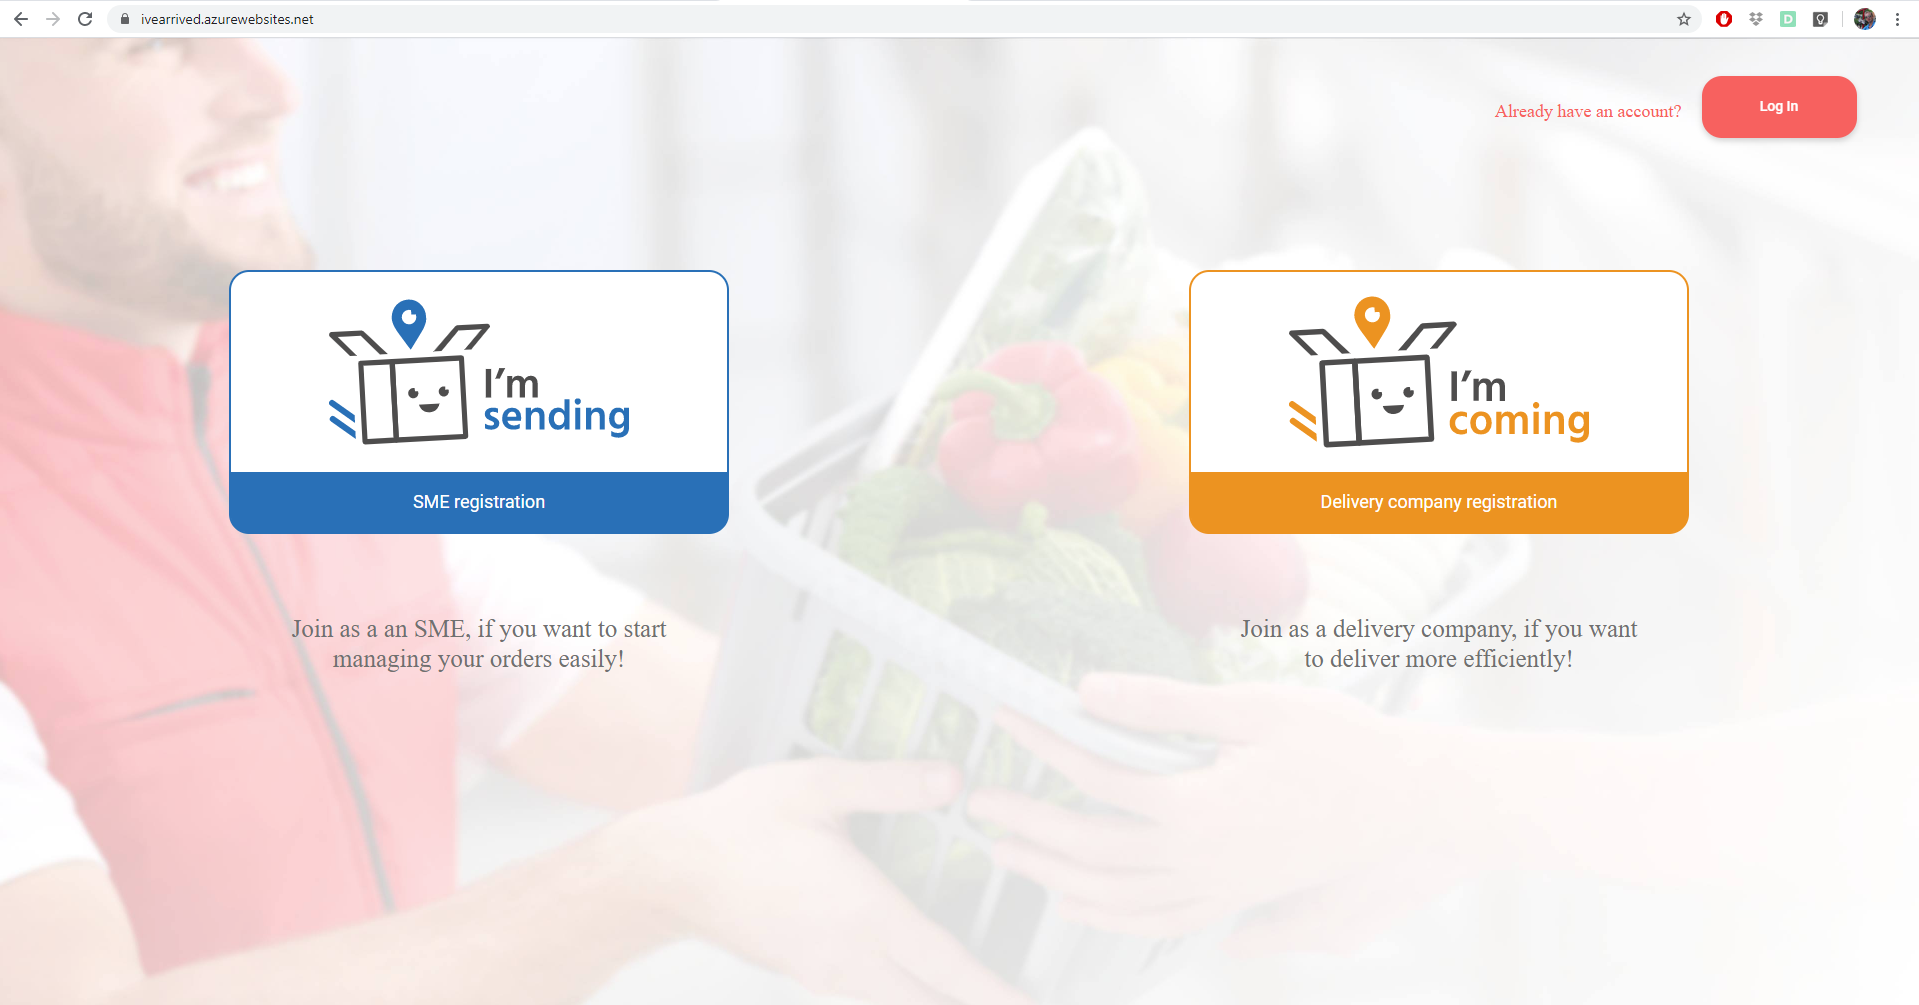 ivearrived.azurewebsites.net
Already have an account?
Log In
I'm
sending
SME registration
I'm
coming
Delivery company registration
Join as a an SME, if you want to start
managing your orders easily!
Join as a delivery company, if you want
to deliver more efficiently!